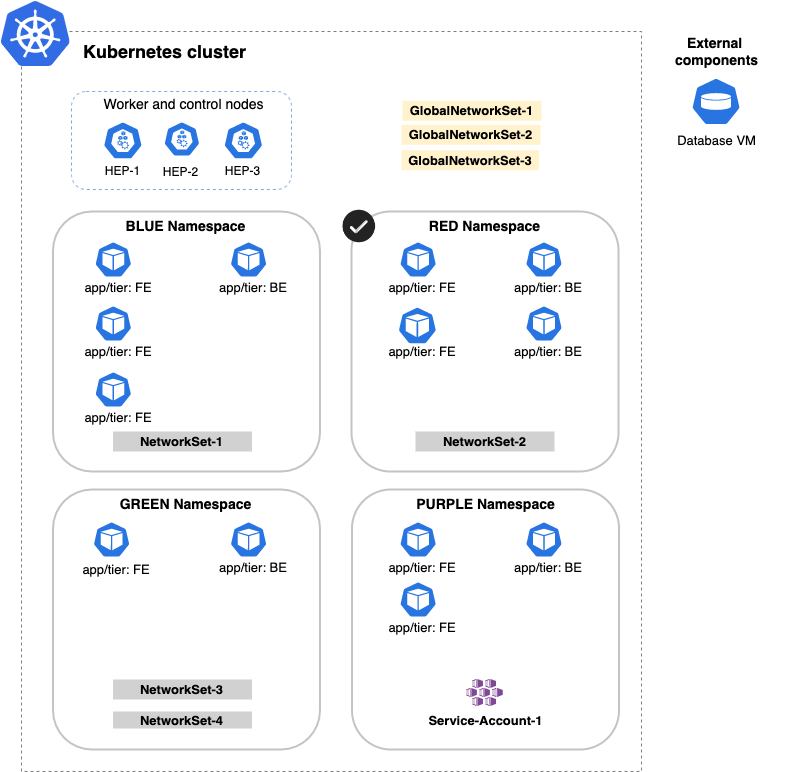 Kubernetes cluster
External
components
Database VM
Worker and control nodes
HEP-1
HEP-2
HEP-3
GlobalNetworkSet-1
GlobalNetworkSet-2
GlobalNetworkSet-3
BLUE Namespace
app/tier: FE
app/tier: BE
app/tier: FE
app/tier: FE
NetworkSet-1
RED Namespace
app/tier: FE
app/tier: BE
app/tier: FE
app/tier: BE
NetworkSet-2
GREEN Namespace
app/tier: FE
app/tier: BE
NetworkSet-3
NetworkSet-4
PURPLE Namespace
app/tier: FE
app/tier: BE
app/tier: FE
Service-Account-1